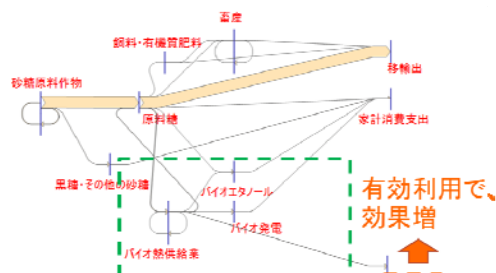 畜産
飼料・有機質肥料
砂糖原料作物
移輸出
原料糖
家計消費支出
黒糖・その他の砂糖
バイオエタノール
有効利用で、
効果増
バイオ発電
バイオ熱供給業